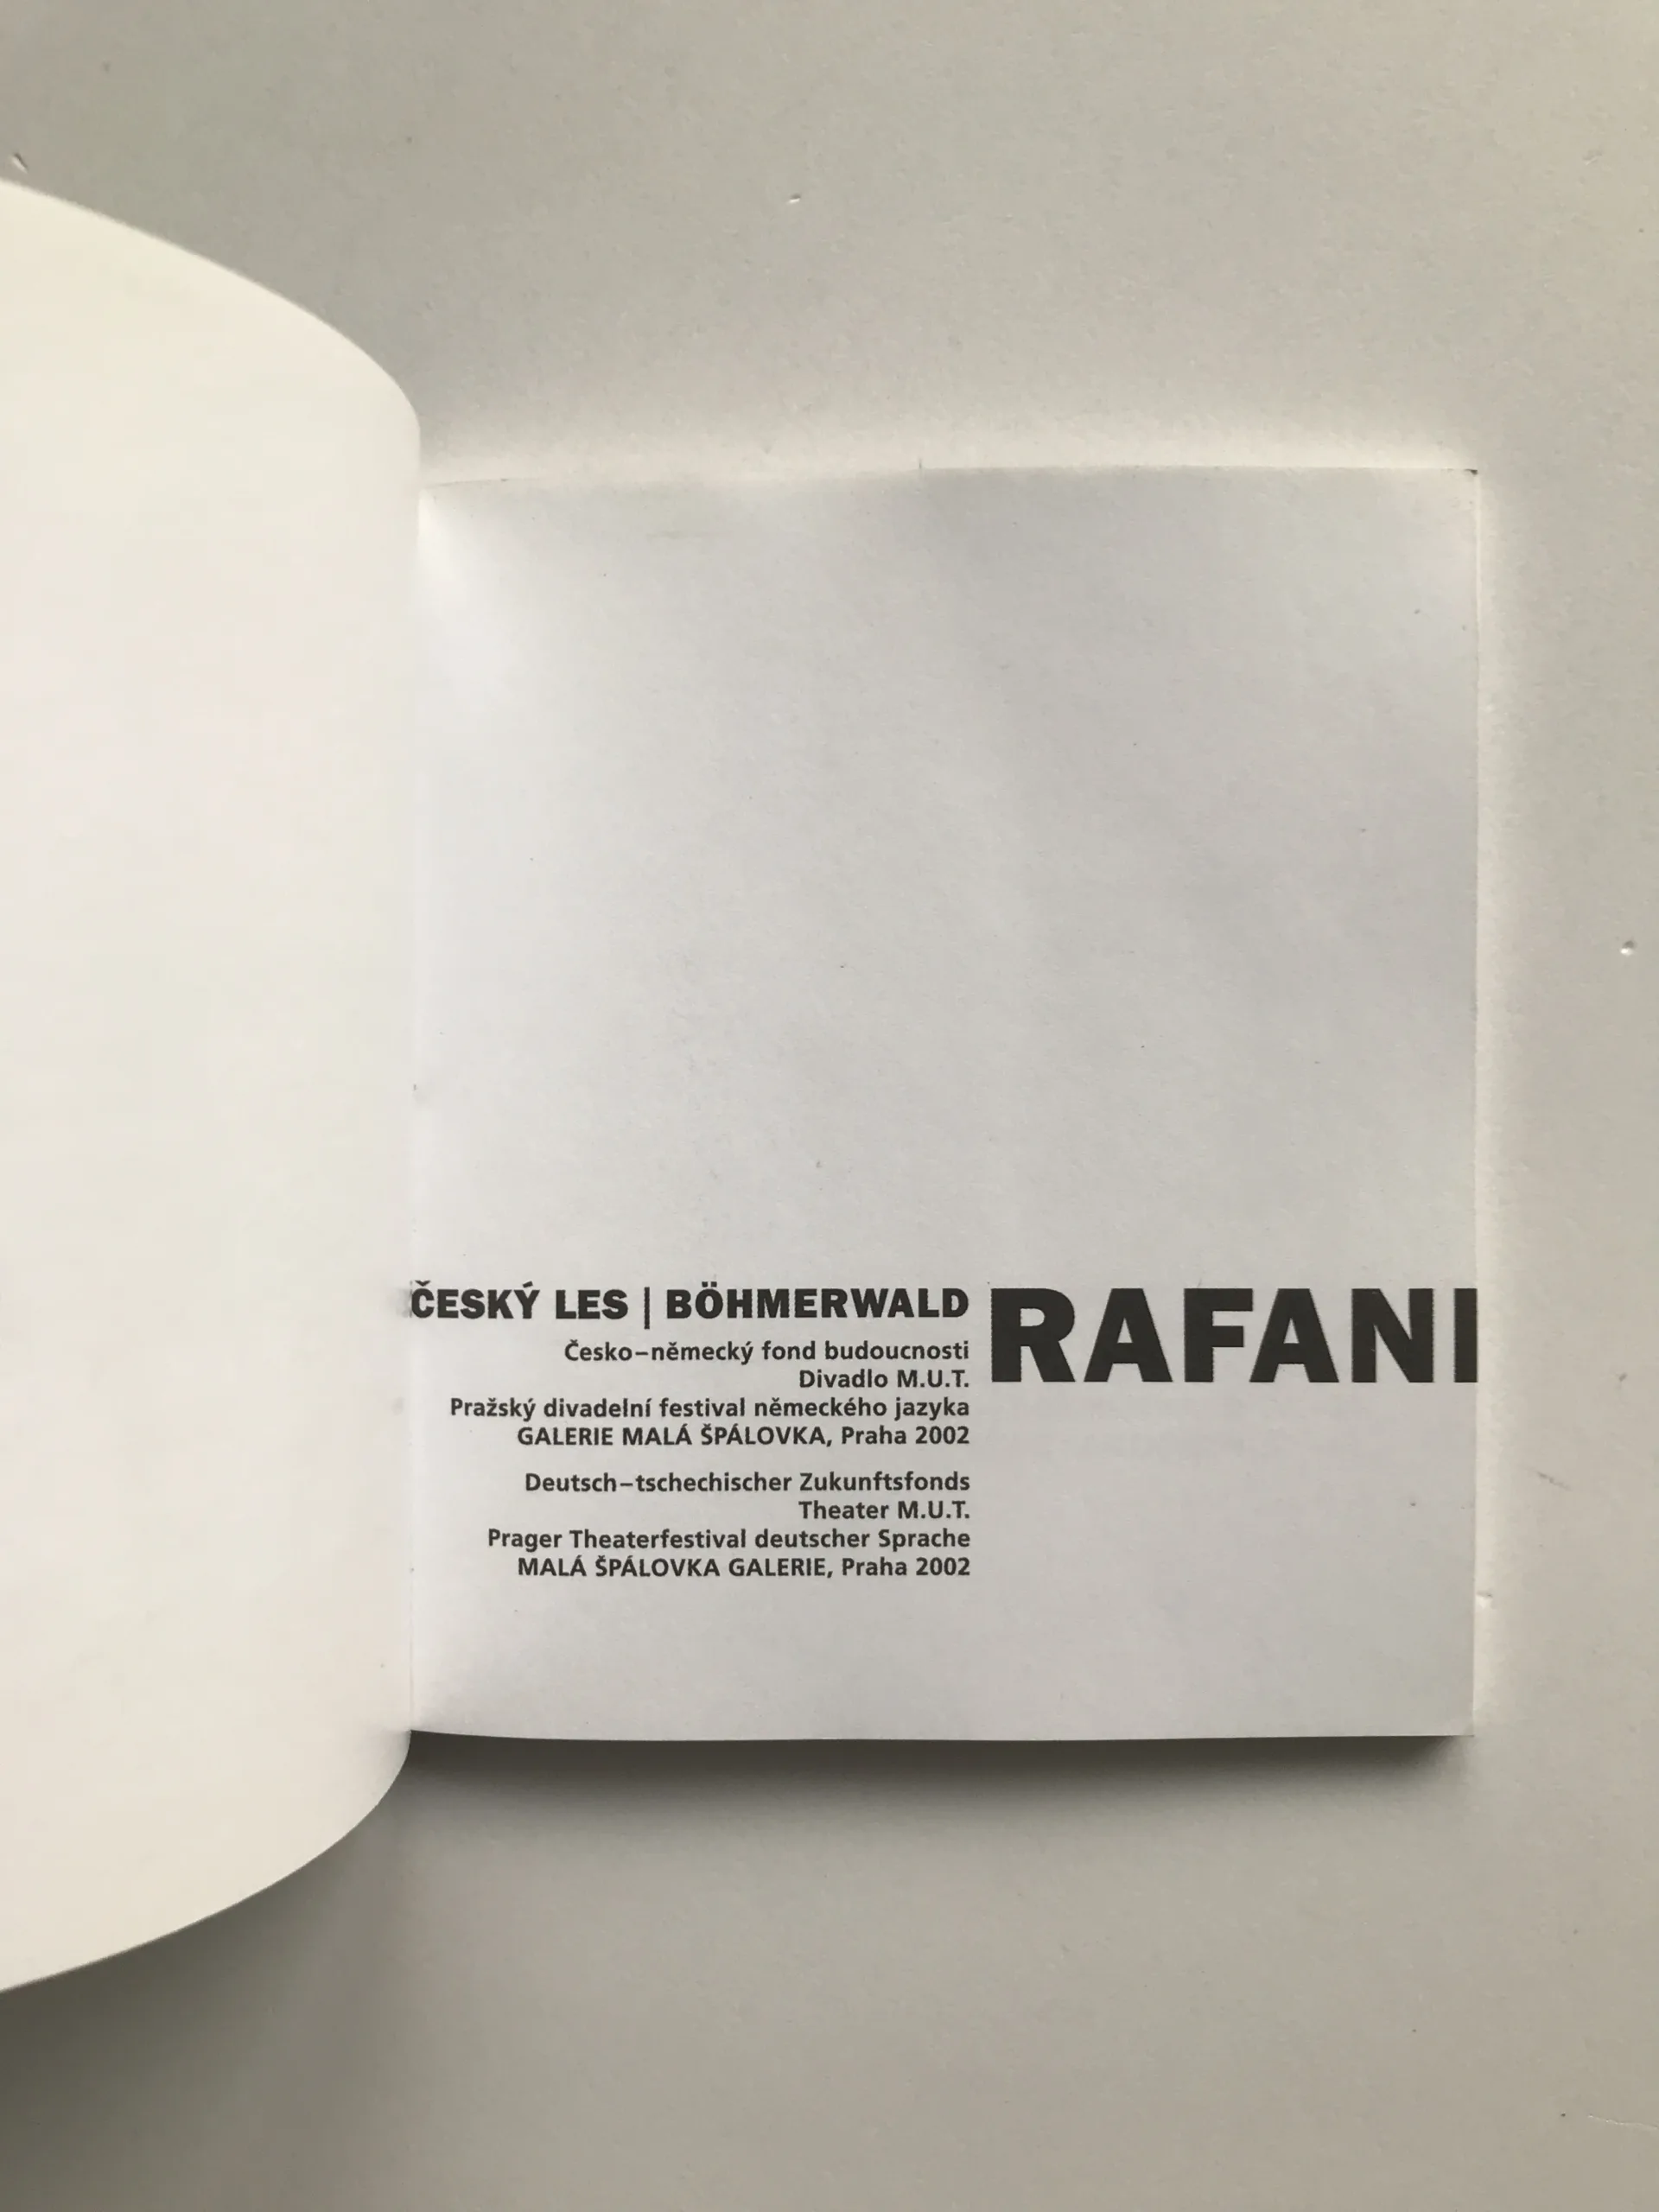 ČESKÝ LES | BÖHMERWALD
RAFANI
Česko–německý fond budoucnosti
Divadlo M.U.T.
Pražský divadelní festival německého jazyka
GALERIE MALÁ ŠPÁLOVKA, Praha 2002
Deutsch–tschechischer Zukunftsfonds
Theater M.U.T.
Prager Theaterfestival deutscher Sprache
MALÁ ŠPÁLOVKA GALERIE, Praha 2002